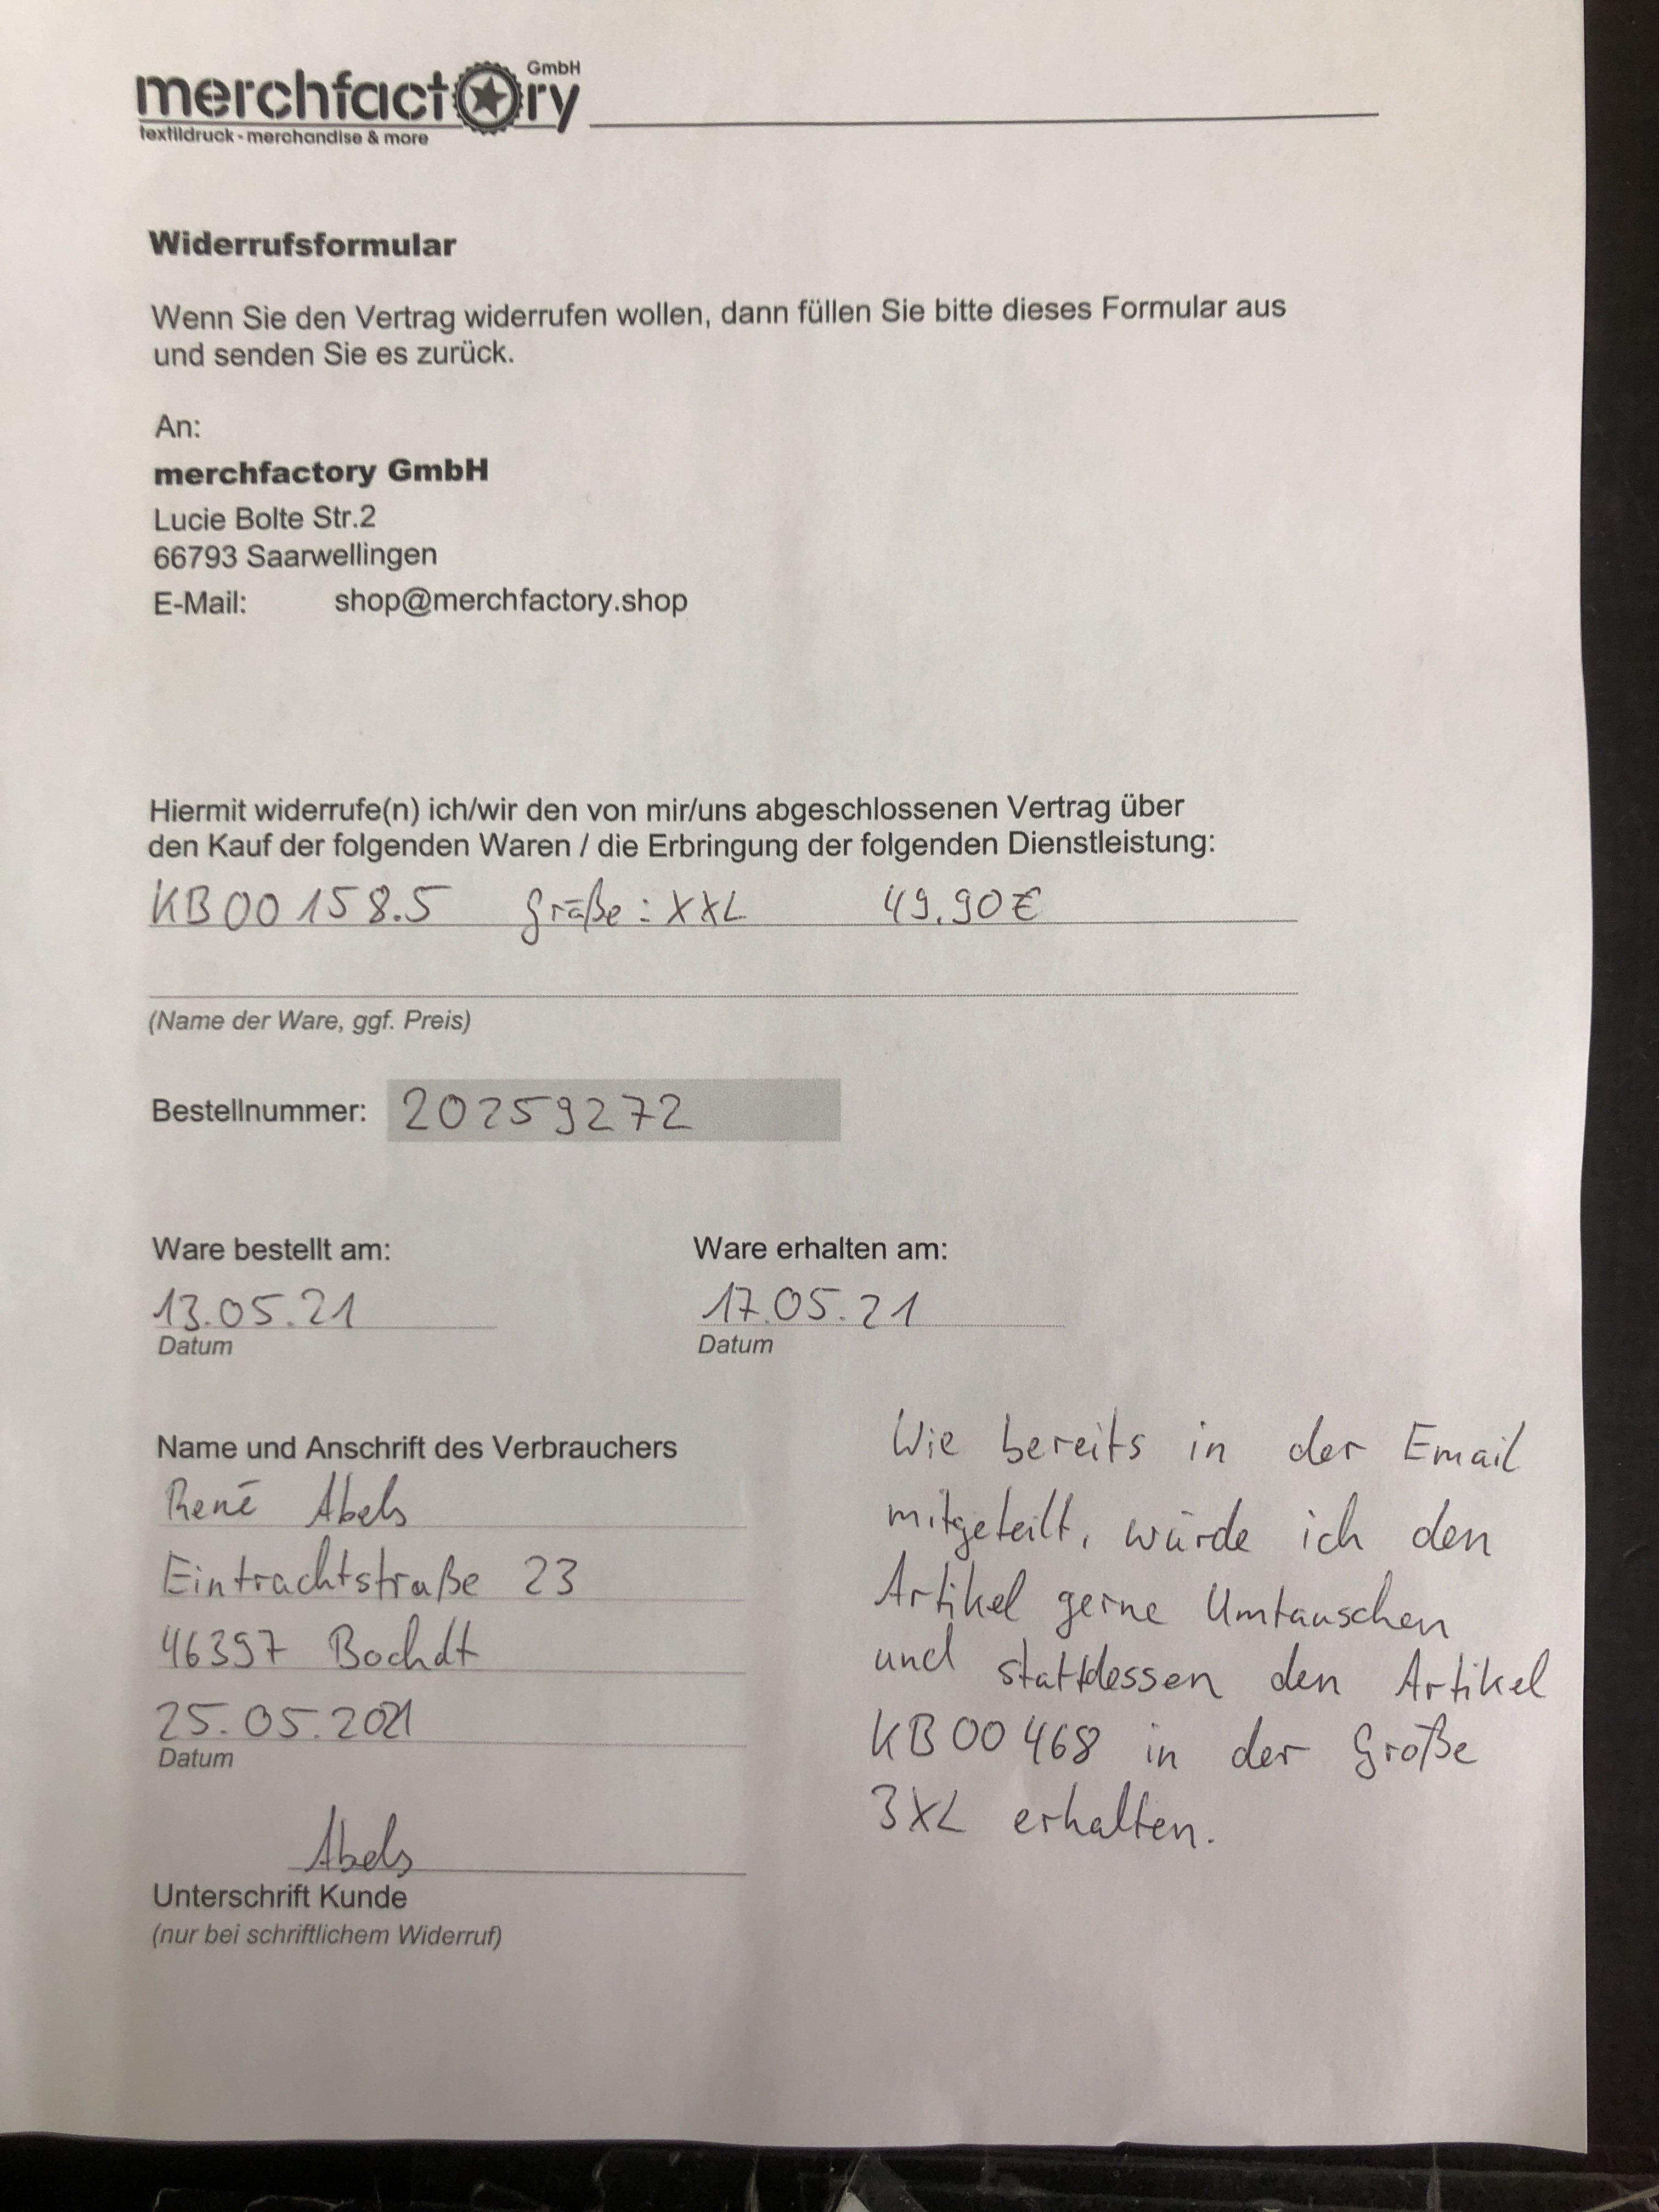 merchfactory GmbH
textildruck - merchandise & more
Widerrufsformular
Wenn Sie den Vertrag widerrufen wollen, dann füllen Sie bitte dieses Formular aus
und senden Sie es zurück.
An:
merchfactory GmbH
Lucie Bolte Str.2
66793 Saarwellingen
E-Mail: shop@merchfactory.shop
Hiermit widerrufe(n) ich/wir den von mir/uns abgeschlossenen Vertrag über
den Kauf der folgenden Waren / die Erbringung der folgenden Dienstleistung:
KB00158.5 Größe: XXL 49.90€
(Name der Ware, ggf. Preis)
Bestellnummer: 20259272
Ware bestellt am: Ware erhalten am:
13.05.21 17.05.21
Datum Datum
Name und Anschrift des Verbrauchers
René Abels
Eintrachtstraße 23
46397 Bocholt
25.05.2021
Datum
Abels
Unterschrift Kunde
(nur bei schriftlichem Widerruf)
Wie bereits in der Email
mitgeteilt, würde ich den
Artikel gerne Umtauschen
und stattdessen den Artikel
KB00468 in der Größe
3XL erhalten.